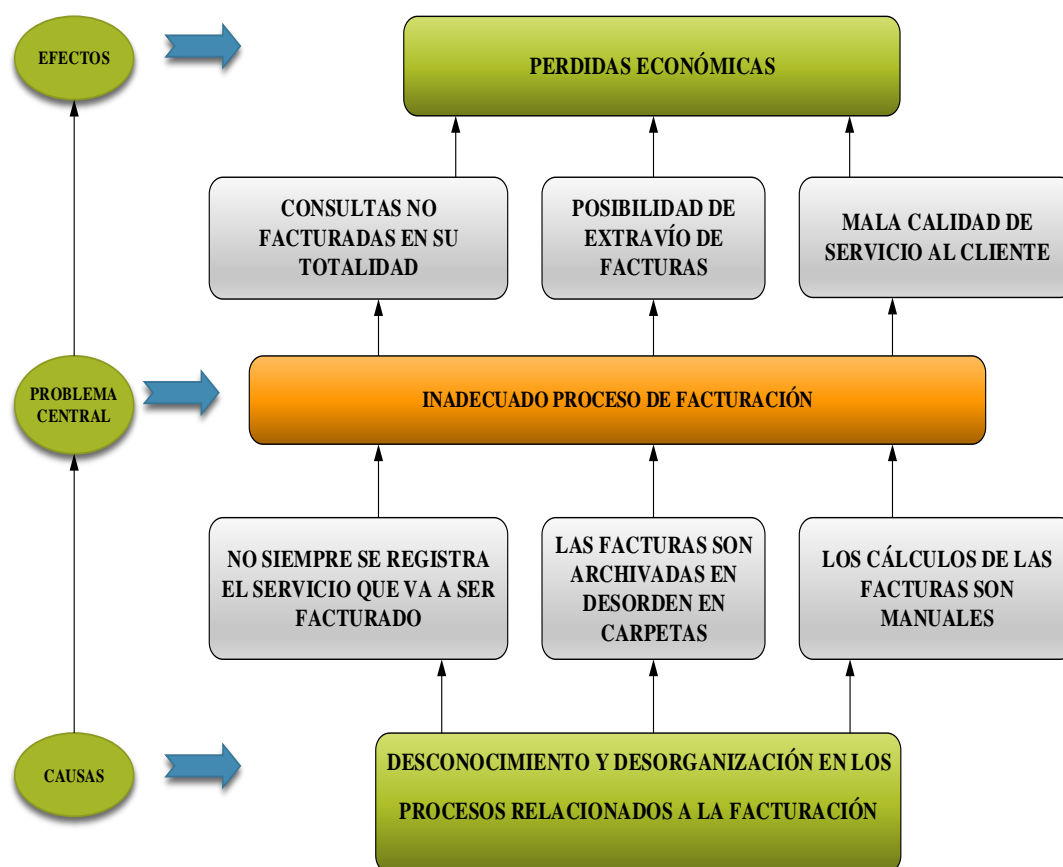 EFECTOS
PERDIDAS ECONÓMICAS
CONSULTAS NO
FACTURADAS EN SU
TOTALIDAD
POSIBILIDAD DE
EXTRAVÍO DE
FACTURAS
MALA CALIDAD DE
SERVICIO AL CLIENTE
PROBLEMA
CENTRAL
INADECUADO PROCESO DE FACTURACIÓN
NO SIEMPRE SE REGISTRA
EL SERVICIO QUE VA A SER
FACTURADO
LAS FACTURAS SON
ARCHIVADAS EN
DESORDEN EN
CARPETAS
LOS CÁLCULOS DE LAS
FACTURAS SON
MANUALES
CAUSAS
DESCONOCIMIENTO Y DESORGANIZACIÓN EN LOS
PROCESOS RELACIONADOS A LA FACTURACIÓN